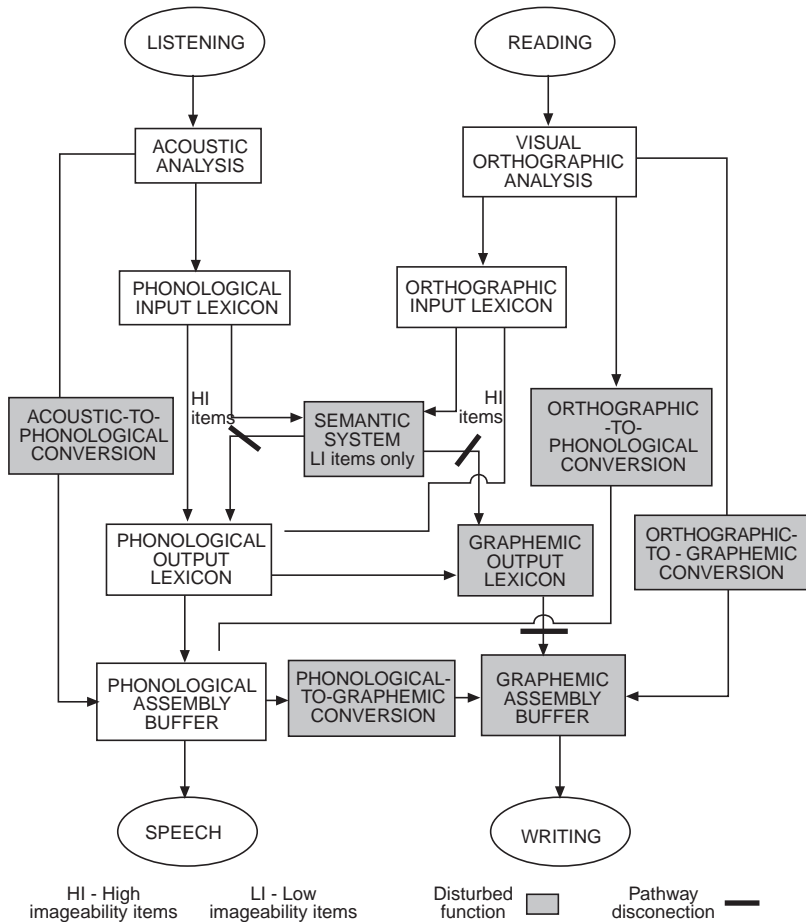 LISTENING
READING
ACOUSTIC
ANALYSIS
VISUAL
ORTHOGRAPHIC
ANALYSIS
PHONOLOGICAL
INPUT LEXICON
ORTHOGRAPHIC
INPUT LEXICON
HI
items
HI
items
ACOUSTIC-TO-
PHONOLOGICAL
CONVERSION
SEMANTIC
SYSTEM
LI items only
ORTHOGRAPHIC
-TO-
PHONOLOGICAL
CONVERSION
PHONOLOGICAL
OUTPUT
LEXICON
GRAPHEMIC
OUTPUT
LEXICON
ORTHOGRAPHIC-
TO - GRAPHEMIC
CONVERSION
PHONOLOGICAL
ASSEMBLY
BUFFER
PHONOLOGICAL-
TO-GRAPHEMIC
CONVERSION
GRAPHEMIC
ASSEMBLY
BUFFER
SPEECH
WRITING
HI - High
imageability items
LI - Low
imageability items
Disturbed
function
Pathway
disconection